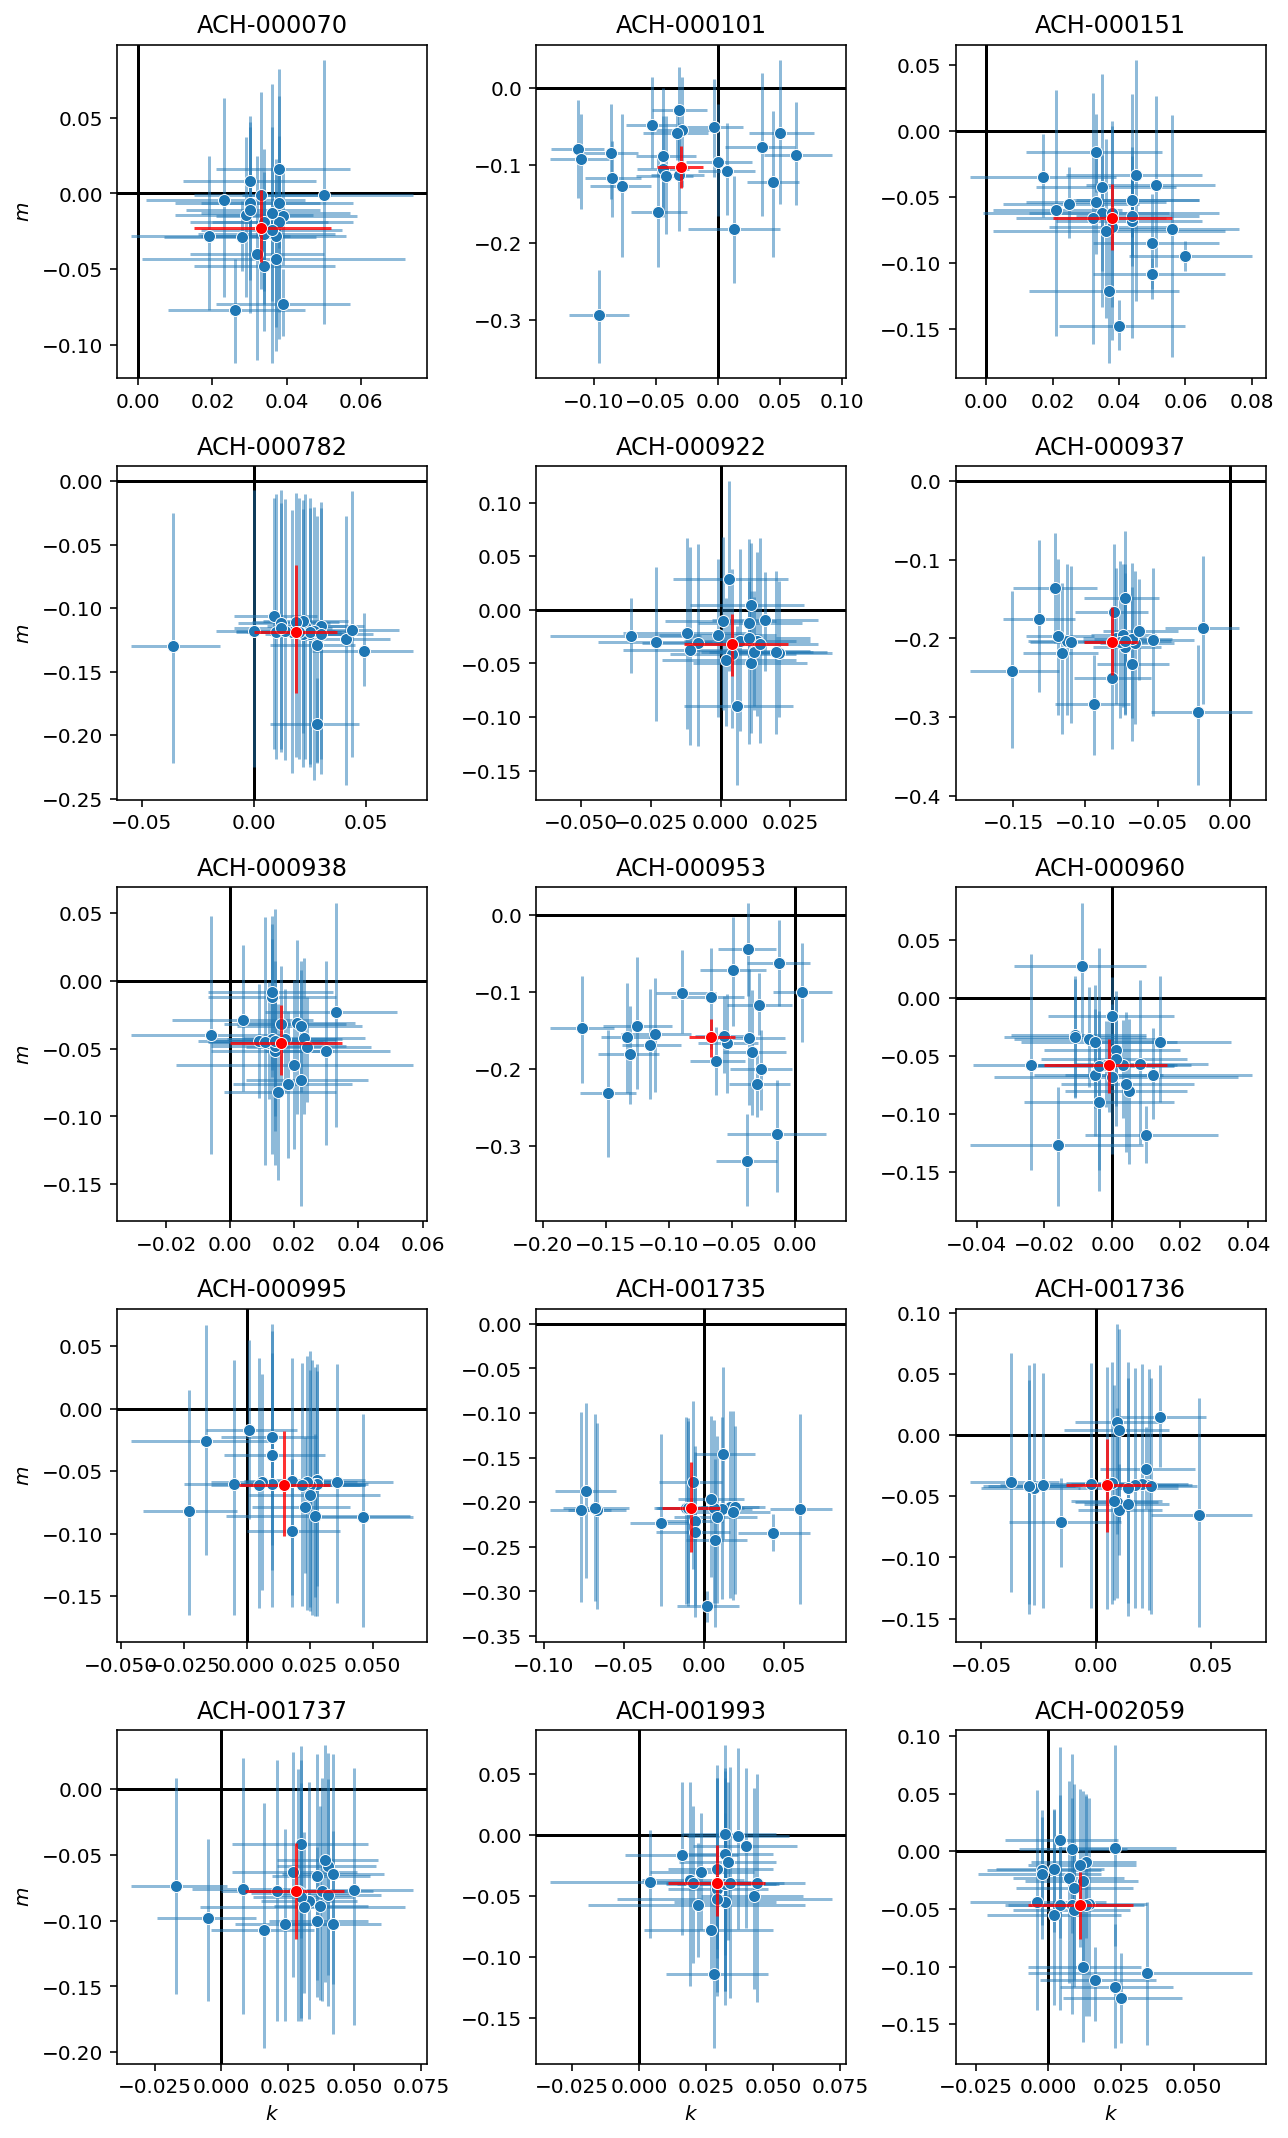 ACH-000070 ACH-000101 ACH-000151
0.05 0.00 −0.05 −0.10
m
0.00 0.02 0.04 0.06
0.0 −0.1 −0.2 −0.3
−0.10 −0.05 0.00 0.05 0.10
0.05 0.00 −0.05 −0.10 −0.15
0.00 0.02 0.04 0.06 0.08
ACH-000782 ACH-000922 ACH-000937
0.00 −0.05 −0.10 −0.15 −0.20 −0.25
m
−0.05 0.00 0.05
0.10 0.05 0.00 −0.05 −0.10 −0.15
−0.050 −0.025 0.000 0.025
0.0 −0.1 −0.2 −0.3 −0.4
−0.15 −0.10 −0.05 0.00
ACH-000938 ACH-000953 ACH-000960
0.05 0.00 −0.05 −0.10 −0.15
m
−0.02 0.00 0.02 0.04 0.06
0.0 −0.1 −0.2 −0.3
−0.20 −0.15 −0.10 −0.05 0.00
0.05 0.00 −0.05 −0.10 −0.15
−0.04 −0.02 0.00 0.02 0.04
ACH-000995 ACH-001735 ACH-001736
0.05 0.00 −0.05 −0.10 −0.15
m
−0.050 −0.025 0.000 0.025 0.050
0.00 −0.05 −0.10 −0.15 −0.20 −0.25 −0.30 −0.35
−0.10 −0.05 0.00 0.05
0.10 0.05 0.00 −0.05 −0.10 −0.15
−0.05 0.00 0.05
ACH-001737 ACH-001993 ACH-002059
0.00 −0.05 −0.10 −0.15 −0.20
m
−0.025 0.000 0.025 0.050 0.075
k
0.05 0.00 −0.05 −0.10 −0.15
−0.025 0.000 0.025 0.050 0.075
k
0.10 0.05 0.00 −0.05 −0.10 −0.15
−0.025 0.000 0.025 0.050
k